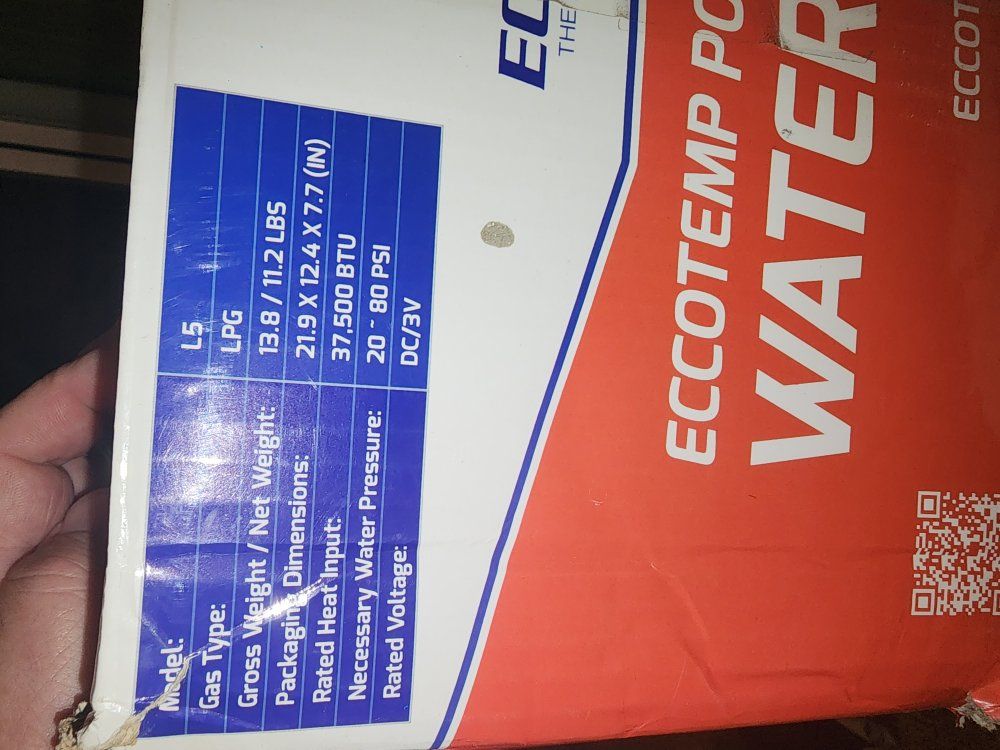 Model: L5
Gas Type: LPG
Gross Weight / Net Weight: 13.8 / 11.2 LBS
Packaging Dimensions: 21.9 X 12.4 X 7.7 (IN)
Rated Heat Input: 37,500 BTU
Necessary Water Pressure: 20 ~ 80 PSI
Rated Voltage: DC/3V
EC
THE
ECCOTEMP PO
WATER
ECCOT